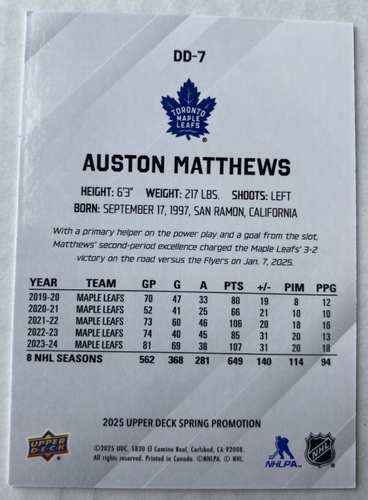 DD-7
TORONTO
MAPLE
LEAFS
AUSTON MATTHEWS
HEIGHT: 6'3" WEIGHT: 217 LBS. SHOOTS: LEFT
BORN: SEPTEMBER 17, 1997, SAN RAMON, CALIFORNIA
With a primary helper on the power play and a goal from the slot,
Matthews' second-period excellence charged the Maple Leafs' 3-2
victory on the road versus the Flyers on Jan. 7, 2025.
YEAR TEAM GP G A PTS +/- PIM PPG
2019-20 MAPLE LEAFS 70 47 33 80 19 8 12
2020-21 MAPLE LEAFS 52 41 25 66 21 10 10
2021-22 MAPLE LEAFS 73 60 46 106 20 18 16
2022-23 MAPLE LEAFS 74 40 45 85 31 20 13
2023-24 MAPLE LEAFS 81 69 38 107 31 20 18
8 NHL SEASONS 562 368 281 649 140 114 94
2025 UPPER DECK SPRING PROMOTION
UPPER DECK
©2025 UDC, 5830 El Camino Real, Carlsbad, CA 92008.
All rights reserved. Printed in Canada. ©NHLPA. © NHL.
NHLPA
NHL